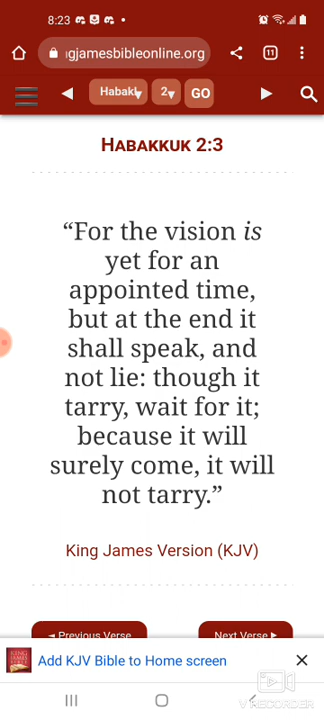 8:23
gjamesbibleonline.org
11
Habakl
2
GO
HABAKKUK 2:3
“For the vision is
yet for an
appointed time,
but at the end it
shall speak, and
not lie: though it
tarry, wait for it;
because it will
surely come, it will
not tarry.”
King James Version (KJV)
Previous Verse
Next Verse
Add KJV Bible to Home screen
V RECORDER